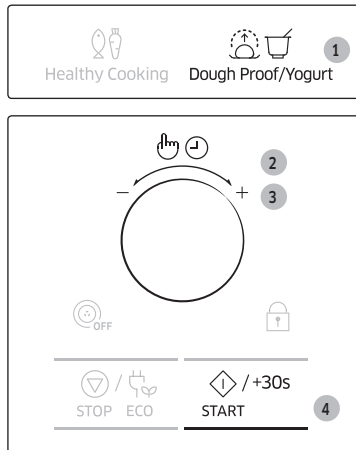 Healthy Cooking Dough Proof/Yogurt 1
2
- + 3
OFF
/ / +30s
STOP ECO START 4